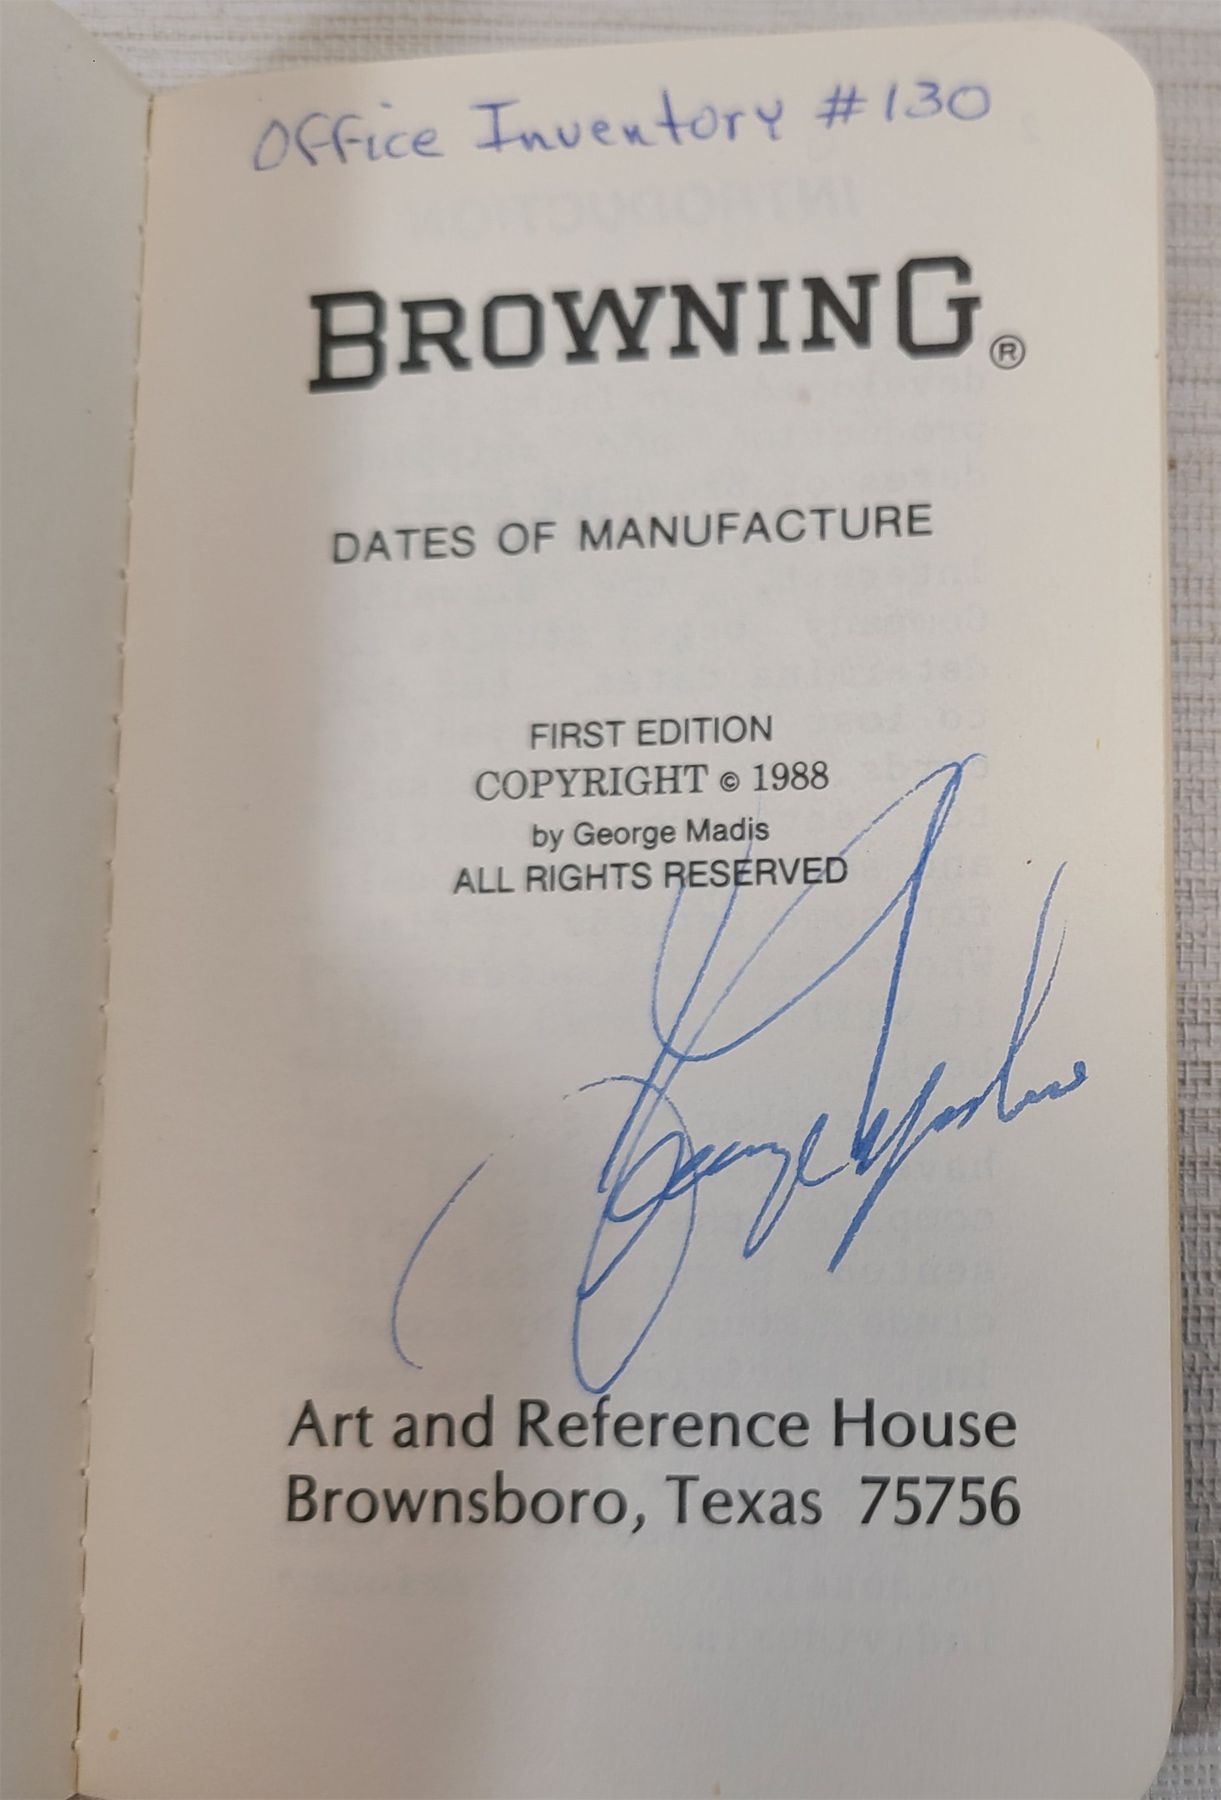 Office Inventory #130
BROWNING®
DATES OF MANUFACTURE
FIRST EDITION
COPYRIGHT © 1988
by George Madis
ALL RIGHTS RESERVED
George
Art and Reference House
Brownsboro, Texas 75756